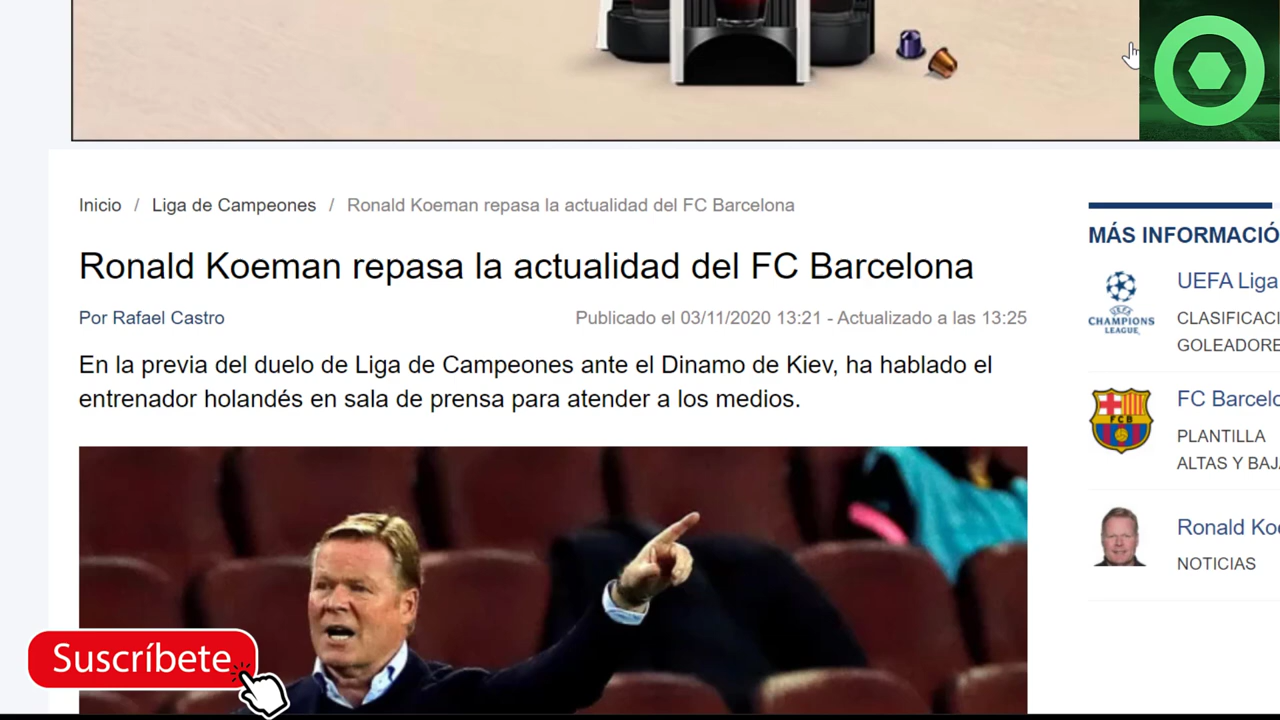 Inicio / Liga de Campeones / Ronald Koeman repasa la actualidad del FC Barcelona
Ronald Koeman repasa la actualidad del FC Barcelona
Por Rafael Castro
Publicado el 03/11/2020 13:21 - Actualizado a las 13:25
En la previa del duelo de Liga de Campeones ante el Dinamo de Kiev, ha hablado el
entrenador holandés en sala de prensa para atender a los medios.
MÁS INFORMACIÓ
UEFA Liga
CHAMPIONS
LEAGUE
CLASIFICACI
GOLEADORE
FC Barcelo
FCB
PLANTILLA
ALTAS Y BAJ
Ronald Ko
NOTICIAS
Suscríbete